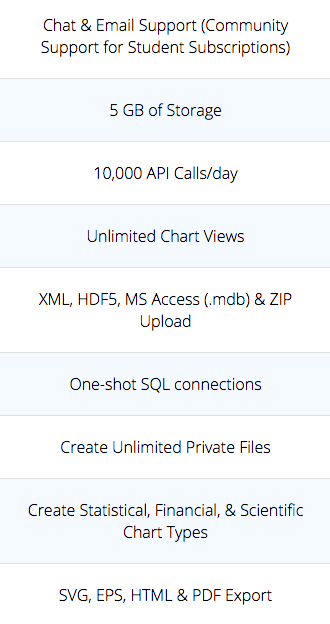 Chat & Email Support (Community
Support for Student Subscriptions)
5 GB of Storage
10,000 API Calls/day
Unlimited Chart Views
XML, HDF5, MS Access (.mdb) & ZIP
Upload
One-shot SQL connections
Create Unlimited Private Files
Create Statistical, Financial, & Scientific
Chart Types
SVG, EPS, HTML & PDF Export